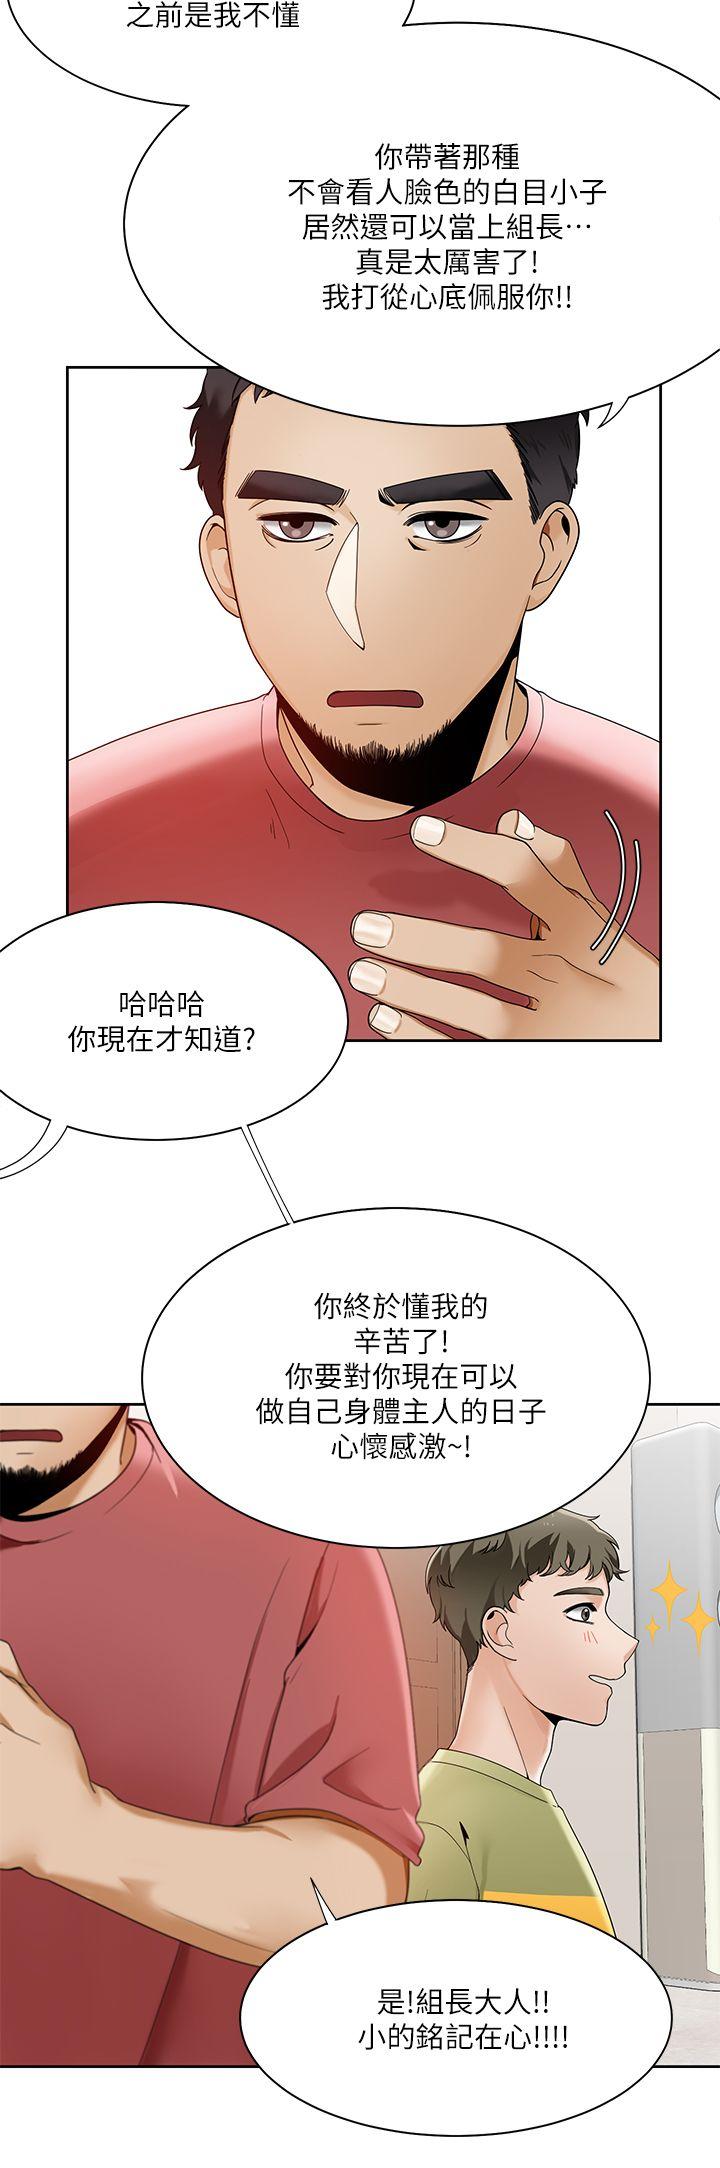 之前是我不懂
你帶著那種
不會看人臉色的白目小子
居然還可以當上組長…
真是太厲害了!
我打從心底佩服你!!
哈哈哈
你現在才知道?
你終於懂我的
辛苦了!
你要對你現在可以
做自己身體主人的日子
心懷感激~!
是!組長大人!!
小的銘記在心!!!!